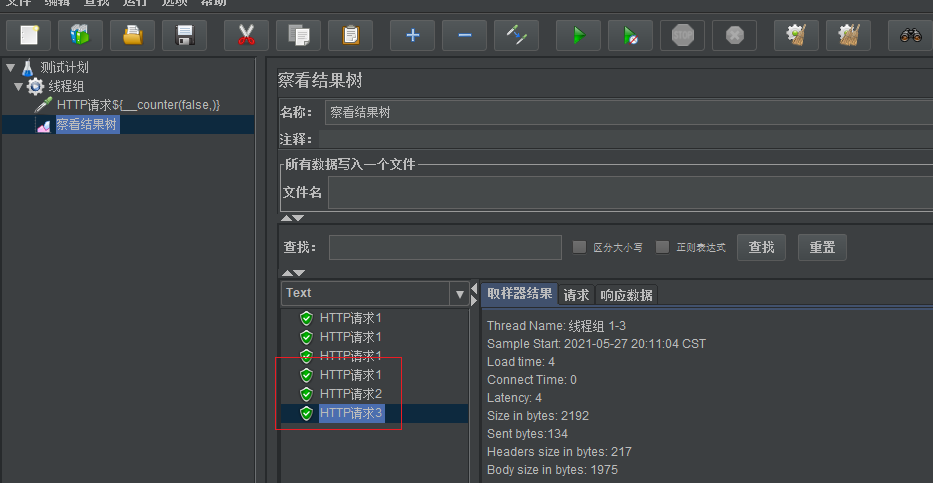 文件 编辑 查找 运行 选项 帮助
STOP
测试计划
线程组
HTTP请求${__counter(false,)}
察看结果树
察看结果树
名称： 察看结果树
注释：
所有数据写入一个文件
文件名
查找： 区分大小写 正则表达式 查找 重置
Text
HTTP请求1
HTTP请求1
HTTP请求1
HTTP请求1
HTTP请求2
HTTP请求3
取样器结果 请求 响应数据
Thread Name: 线程组 1-3
Sample Start: 2021-05-27 20:11:04 CST
Load time: 4
Connect Time: 0
Latency: 4
Size in bytes: 2192
Sent bytes:134
Headers size in bytes: 217
Body size in bytes: 1975